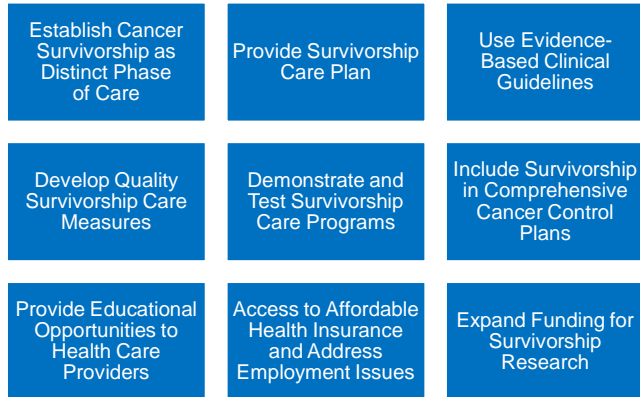 Establish Cancer
Survivorship as
Distinct Phase
of Care
Provide Survivorship
Care Plan
Use Evidence-
Based Clinical
Guidelines
Develop Quality
Survivorship Care
Measures
Demonstrate and
Test Survivorship
Care Programs
Include Survivorship
in Comprehensive
Cancer Control
Plans
Provide Educational
Opportunities to
Health Care
Providers
Access to Affordable
Health Insurance
and Address
Employment Issues
Expand Funding for
Survivorship
Research